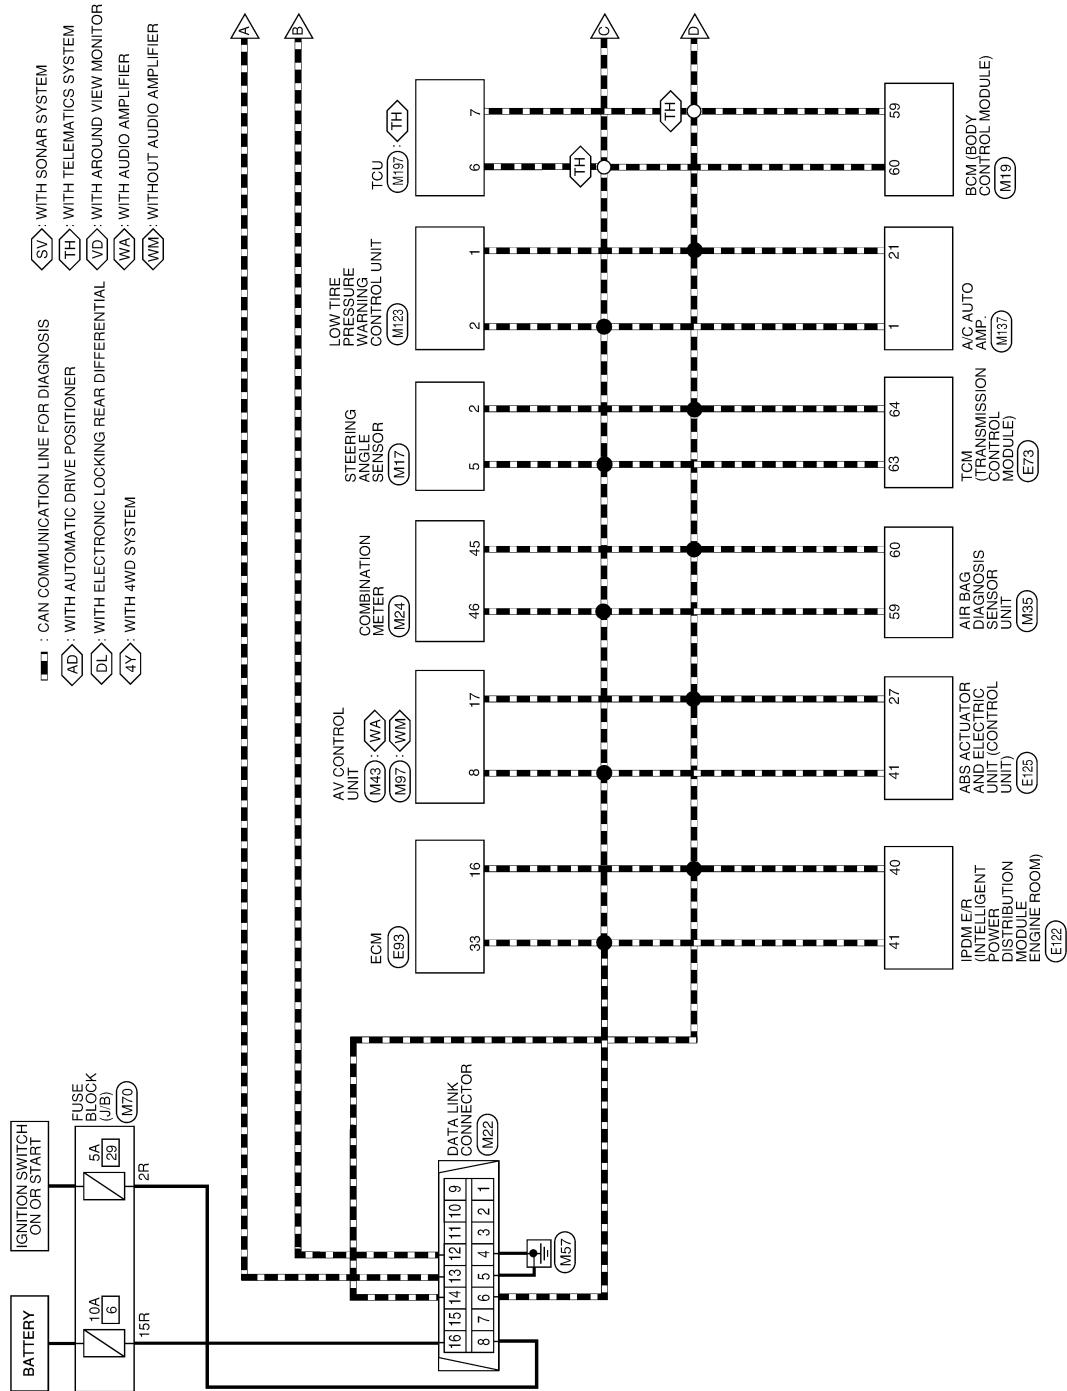 BATTERY
IGNITION SWITCH
ON OR START
10A
6
5A
29
FUSE
BLOCK
(J/B)
M70
15R
2R
: CAN COMMUNICATION LINE FOR DIAGNOSIS
AD : WITH AUTOMATIC DRIVE POSITIONER
DL : WITH ELECTRONIC LOCKING REAR DIFFERENTIAL
4Y : WITH 4WD SYSTEM
SV : WITH SONAR SYSTEM
TH : WITH TELEMATICS SYSTEM
VD : WITH AROUND VIEW MONITOR
WA : WITH AUDIO AMPLIFIER
WM : WITHOUT AUDIO AMPLIFIER
A
B
C
D
DATA LINK
CONNECTOR
M22
16 15 14 13 12 11 10 9
8 7 6 5 4 3 2 1
M57
ECM
E93
33 16
AV CONTROL
UNIT
M43 : WA
M97 : WM
8 17
COMBINATION
METER
M24
46 45
STEERING
ANGLE
SENSOR
M17
5 2
LOW TIRE
PRESSURE
WARNING
CONTROL UNIT
M123
2 1
TCU
M197 : TH
6 7
TH
TH
41 40
IPDM E/R
(INTELLIGENT
POWER
DISTRIBUTION
MODULE
ENGINE ROOM)
E122
41 27
ABS ACTUATOR
AND ELECTRIC
UNIT (CONTROL
UNIT)
E125
59 60
AIR BAG
DIAGNOSIS
SENSOR
UNIT
M35
63 64
TCM
(TRANSMISSION
CONTROL
MODULE)
E73
1 21
A/C AUTO
AMP.
M137
60 59
BCM (BODY
CONTROL MODULE)
M19